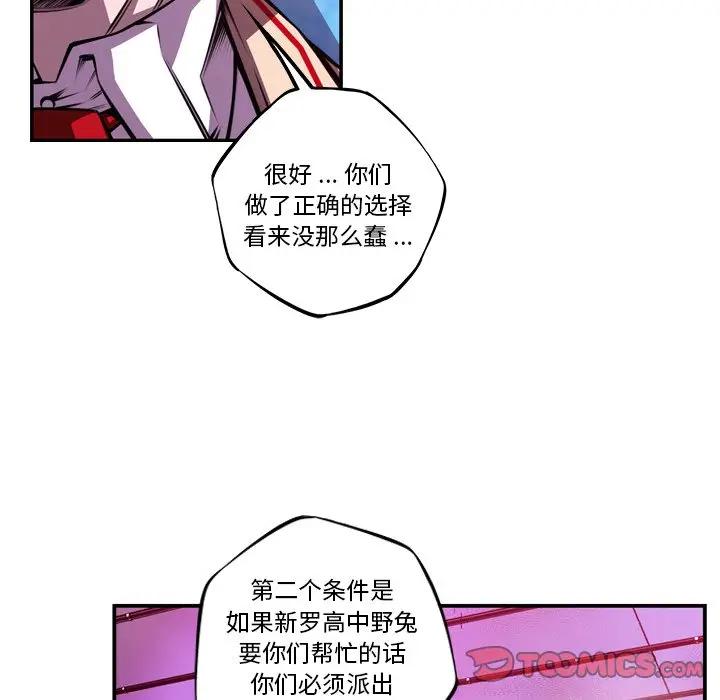 很好 ... 你们
做了正确的选择
看来没那么蠢 ...
第二个条件是
如果新罗高中野兔
要你们帮忙的话
你们必须派出
TOOMICS.COM